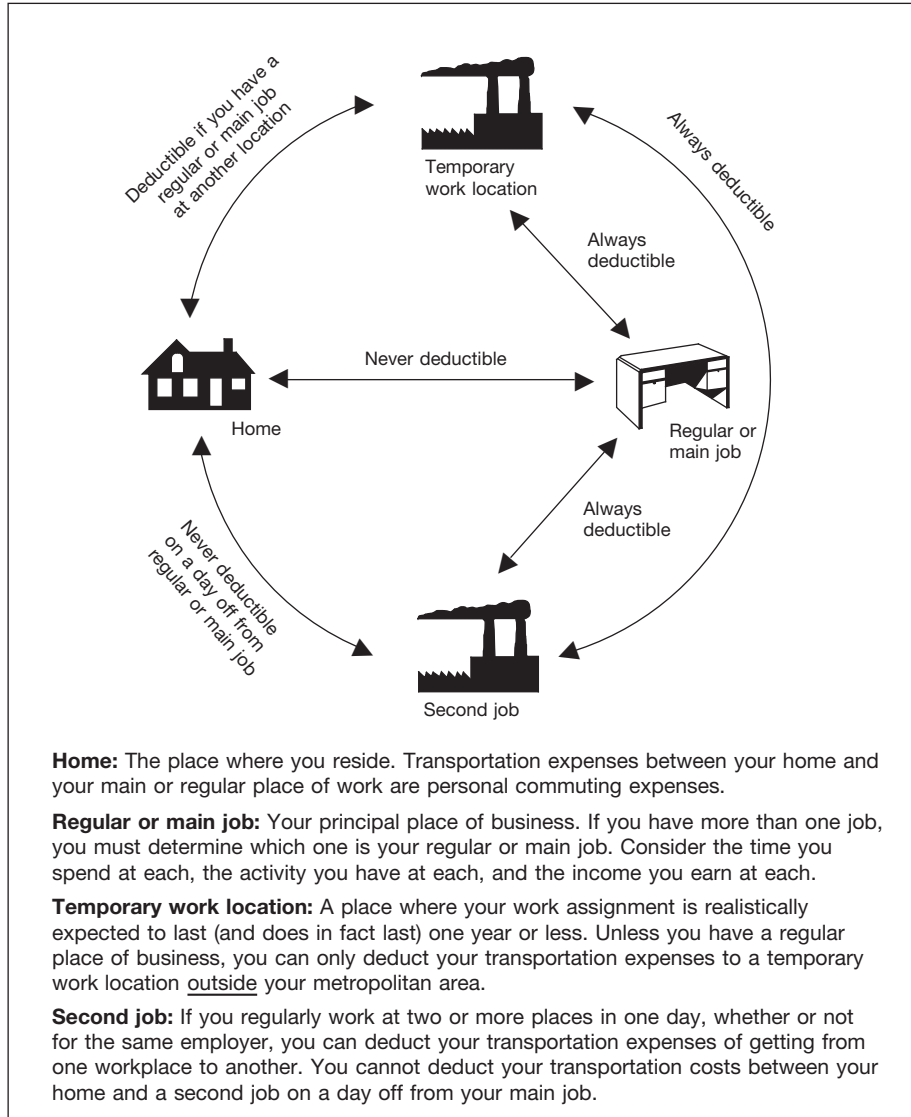 Deductible if you have a
regular or main job
at another location
Temporary
work location
Always deductible
Always
deductible
Never deductible
Home
Regular or
main job
Always
deductible
Never deductible
on a day off from
regular or main job
Second job
Home: The place where you reside. Transportation expenses between your home and
your main or regular place of work are personal commuting expenses.
Regular or main job: Your principal place of business. If you have more than one job,
you must determine which one is your regular or main job. Consider the time you
spend at each, the activity you have at each, and the income you earn at each.
Temporary work location: A place where your work assignment is realistically
expected to last (and does in fact last) one year or less. Unless you have a regular
place of business, you can only deduct your transportation expenses to a temporary
work location outside your metropolitan area.
Second job: If you regularly work at two or more places in one day, whether or not
for the same employer, you can deduct your transportation expenses of getting from
one workplace to another. You cannot deduct your transportation costs between your
home and a second job on a day off from your main job.